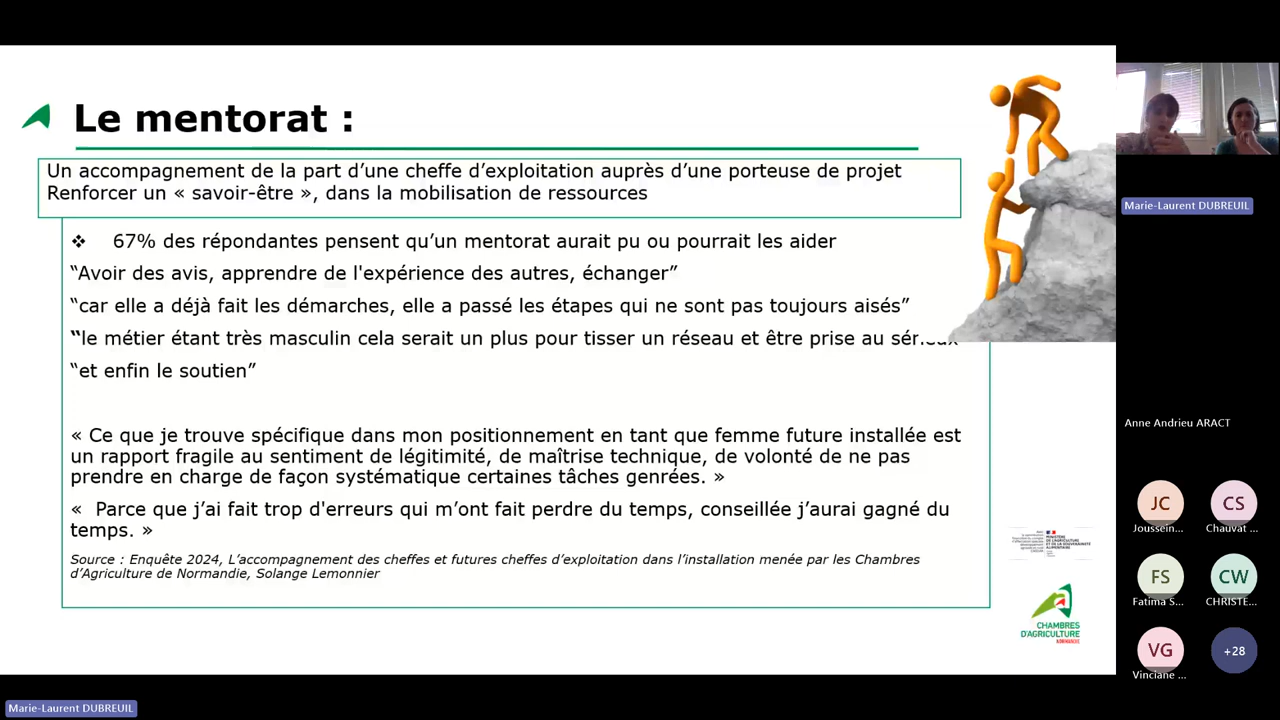 Le mentorat :
Un accompagnement de la part d’une cheffe d’exploitation auprès d’une porteuse de projet
Renforcer un « savoir-être », dans la mobilisation de ressources
❖ 67% des répondantes pensent qu’un mentorat aurait pu ou pourrait les aider
“Avoir des avis, apprendre de l'expérience des autres, échanger”
“car elle a déjà fait les démarches, elle a passé les étapes qui ne sont pas toujours aisés”
“le métier étant très masculin cela serait un plus pour tisser un réseau et être prise au sérieux
“et enfin le soutien”
« Ce que je trouve spécifique dans mon positionnement en tant que femme future installée est
un rapport fragile au sentiment de légitimité, de maîtrise technique, de volonté de ne pas
prendre en charge de façon systématique certaines tâches genrées. »
«  Parce que j’ai fait trop d'erreurs qui m’ont fait perdre du temps, conseillée j’aurai gagné du
temps. »
Source : Enquête 2024, L’accompagnement des cheffes et futures cheffes d’exploitation dans l’installation menée par les Chambres
d’Agriculture de Normandie, Solange Lemonnier
CHAMBRES
D'AGRICULTURE
NORMANDIE
Marie-Laurent DUBREUIL
Anne Andrieu ARACT
JC
CS
Joussein...
Chauvat ...
FS
CW
Fatima S...
CHRISTE...
VG
+28
Vinciane ...
Marie-Laurent DUBREUIL